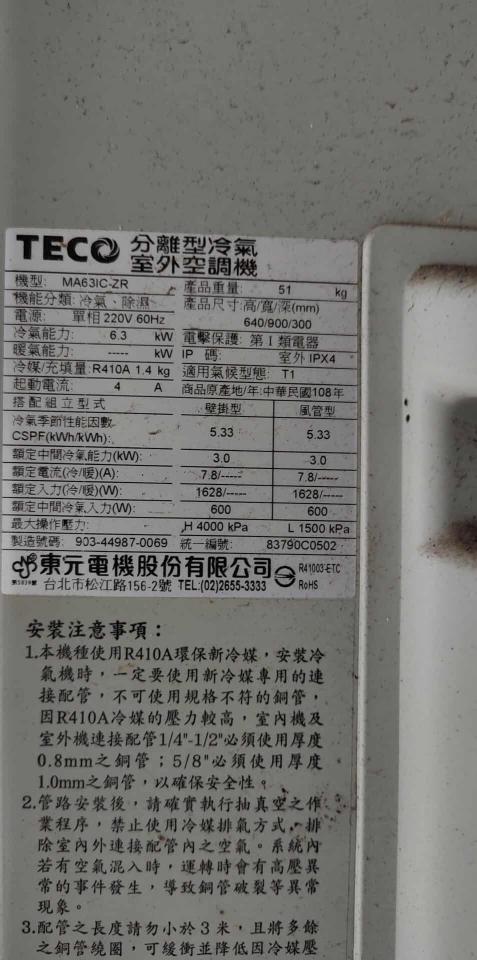 TECO 分離型冷氣
室外空調機
機型: MA63IC-ZR
機能分類: 冷氣、除濕
電源: 單相 220V 60Hz
冷氣能力: 6.3 kW
暖氣能力: ----- kW
冷媒/充填量: R410A 1.4 kg
起動電流: 4 A
產品重量: 51 kg
產品尺寸:高/寬/深(mm)
640/900/300
電擊保護: 第 I 類電器
IP 碼: 室外 IPX4
適用氣候型態: T1
商品原產地/年:中華民國108年
搭配組立型式 壁掛型 風管型
冷氣季節性能因數
CSPF(kWh/kWh): 5.33 5.33
額定中間冷氣能力(kW): 3.0 3.0
額定電流(冷/暖)(A): 7.8/----- 7.8/-----
額定入力(冷/暖)(W): 1628/----- 1628/-----
額定中間冷氣入力(W): 600 600
最大操作壓力: H 4000 kPa L 1500 kPa
製造號碼: 903-44987-0069 統一編號: 83790C0502
東元電機股份有限公司
台北市松江路156-2號 TEL:(02)2655-3333
R41003-ETC
RoHS
安裝注意事項：
1.本機種使用R410A環保新冷媒，安裝冷
氣機時，一定要使用新冷媒專用的連
接配管，不可使用規格不符的銅管，
因R410A冷媒的壓力較高，室內機及
室外機連接配管1/4"-1/2"必須使用厚度
0.8mm之銅管；5/8"必須使用厚度
1.0mm之銅管，以確保安全性。
2.管路安裝後，請確實執行抽真空之作
業程序，禁止使用冷媒排氣方式，排
除室內外連接配管內之空氣。系統內
若有空氣混入時，運轉時會有高壓異
常的事件發生，導致銅管破裂等異常
現象。
3.配管之長度請勿小於3米，且將多餘
之銅管繞圈，可緩衝並降低因冷媒壓